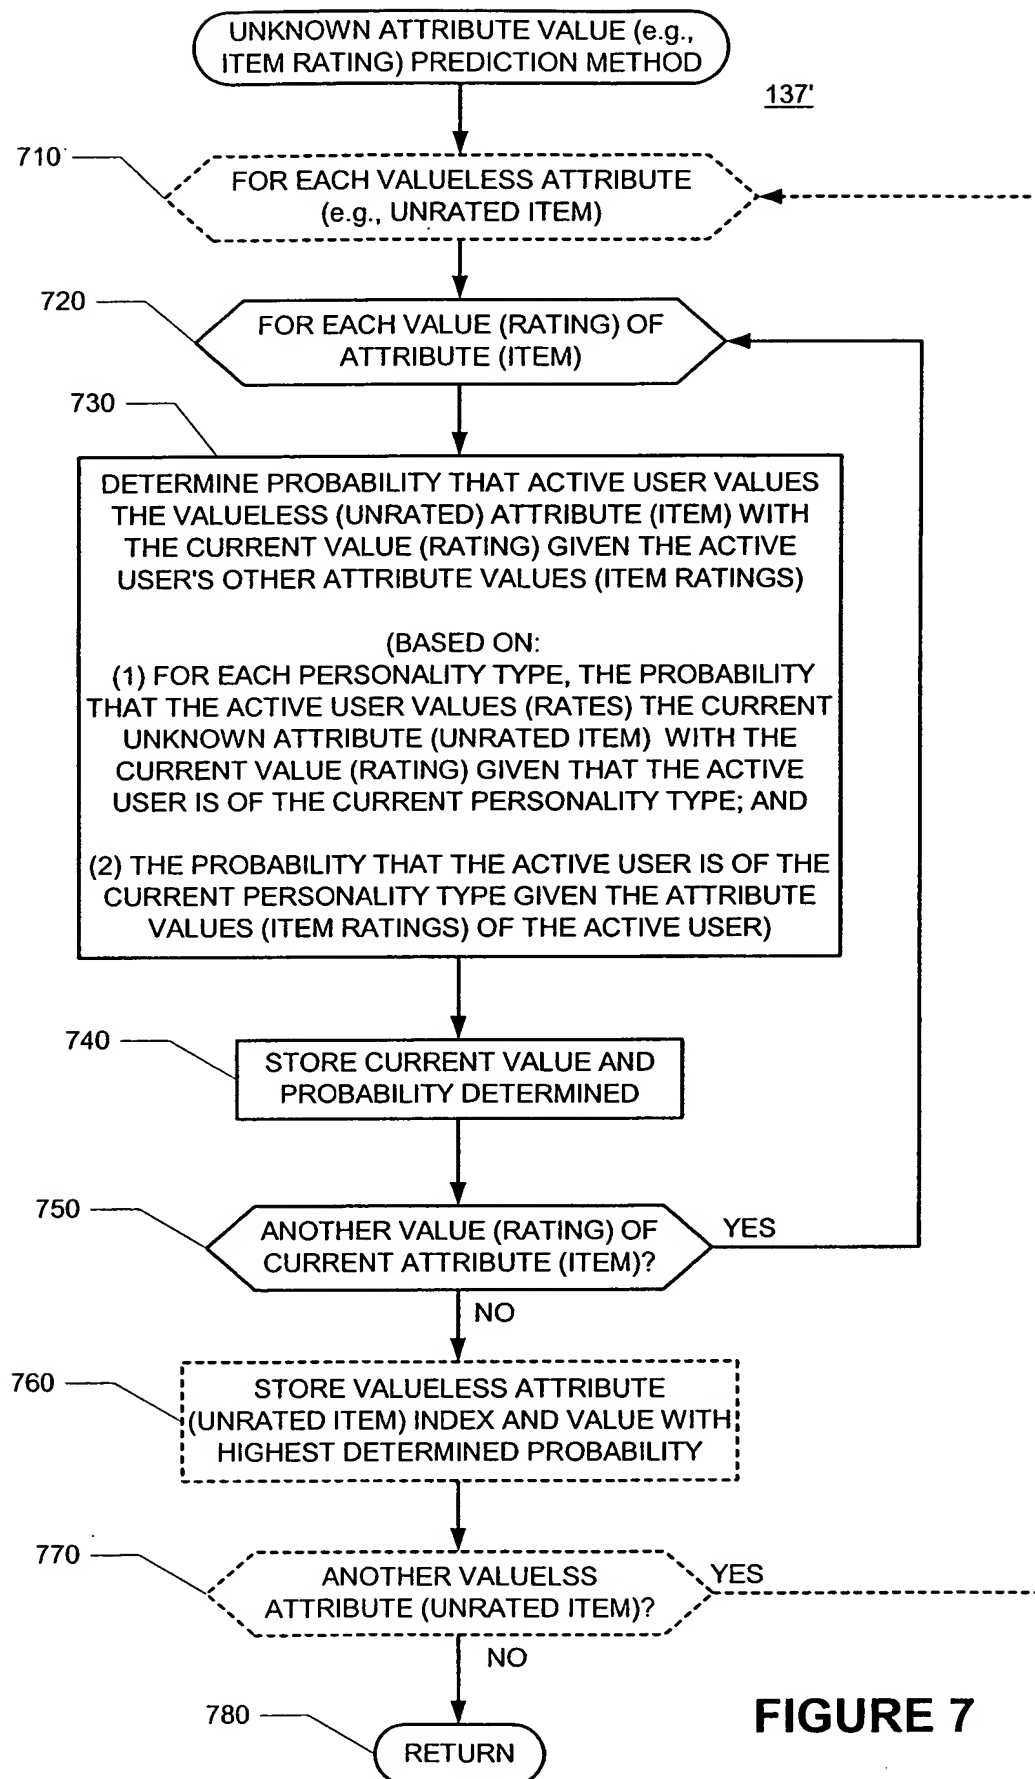 UNKNOWN ATTRIBUTE VALUE (e.g.,
ITEM RATING) PREDICTION METHOD
137'
710
FOR EACH VALUELESS ATTRIBUTE
(e.g., UNRATED ITEM)
720
FOR EACH VALUE (RATING) OF
ATTRIBUTE (ITEM)
730
DETERMINE PROBABILITY THAT ACTIVE USER VALUES
THE VALUELESS (UNRATED) ATTRIBUTE (ITEM) WITH
THE CURRENT VALUE (RATING) GIVEN THE ACTIVE
USER'S OTHER ATTRIBUTE VALUES (ITEM RATINGS)
(BASED ON:
(1) FOR EACH PERSONALITY TYPE, THE PROBABILITY
THAT THE ACTIVE USER VALUES (RATES) THE CURRENT
UNKNOWN ATTRIBUTE (UNRATED ITEM) WITH THE
CURRENT VALUE (RATING) GIVEN THAT THE ACTIVE
USER IS OF THE CURRENT PERSONALITY TYPE; AND
(2) THE PROBABILITY THAT THE ACTIVE USER IS OF THE
CURRENT PERSONALITY TYPE GIVEN THE ATTRIBUTE
VALUES (ITEM RATINGS) OF THE ACTIVE USER)
740
STORE CURRENT VALUE AND
PROBABILITY DETERMINED
750
ANOTHER VALUE (RATING) OF
CURRENT ATTRIBUTE (ITEM)?
YES
NO
760
STORE VALUELESS ATTRIBUTE
(UNRATED ITEM) INDEX AND VALUE WITH
HIGHEST DETERMINED PROBABILITY
770
ANOTHER VALUELSS
ATTRIBUTE (UNRATED ITEM)?
YES
NO
780
RETURN
FIGURE 7